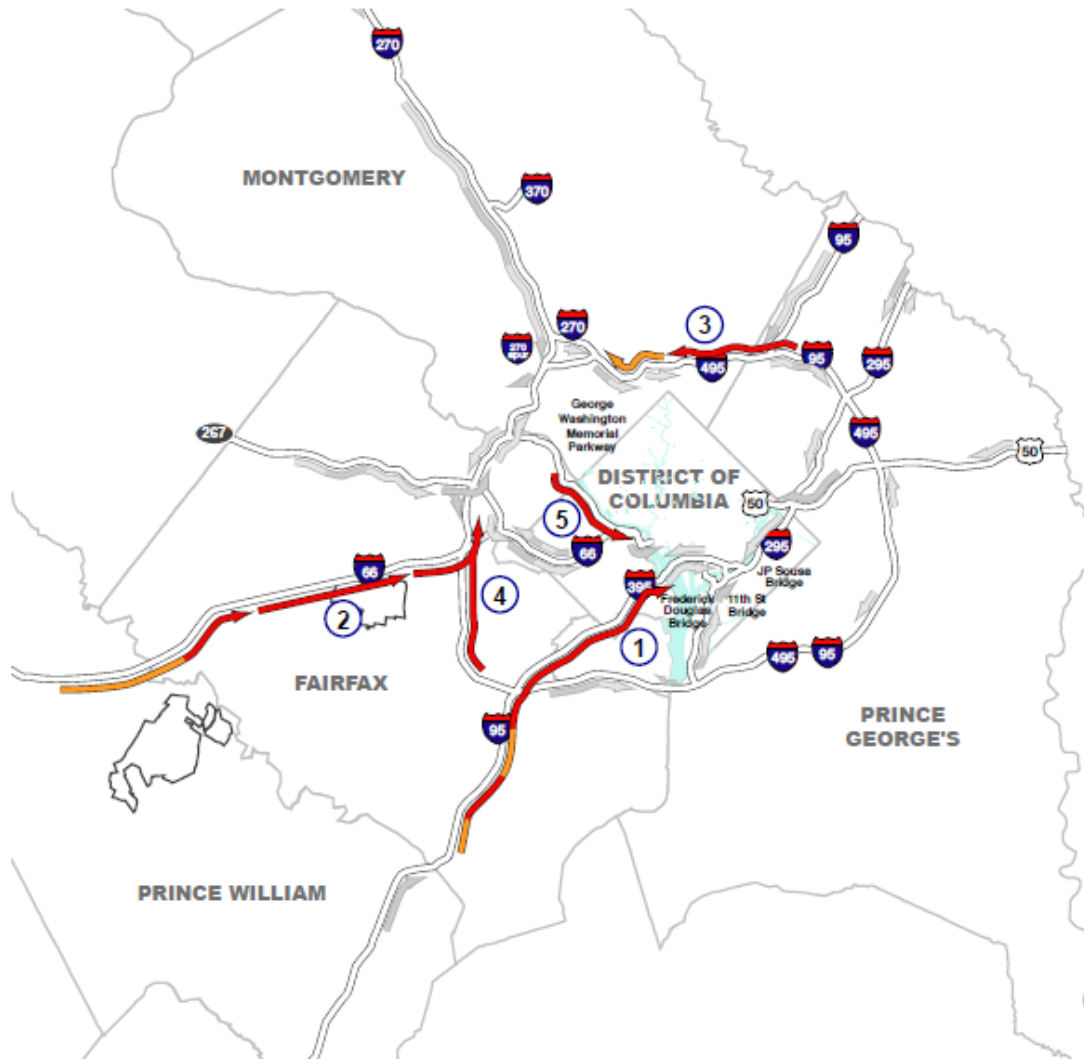 270
MONTGOMERY
370
95
270
3
270
spur
495
95
295
George
Washington
Memorial
Parkway
267
495
50
DISTRICT OF
COLUMBIA
50
5
66
295
66
JP Sousa
Bridge
395
Frederick
Douglas
Bridge
11th St
Bridge
4
2
1
495
95
FAIRFAX
95
PRINCE
GEORGE'S
PRINCE WILLIAM